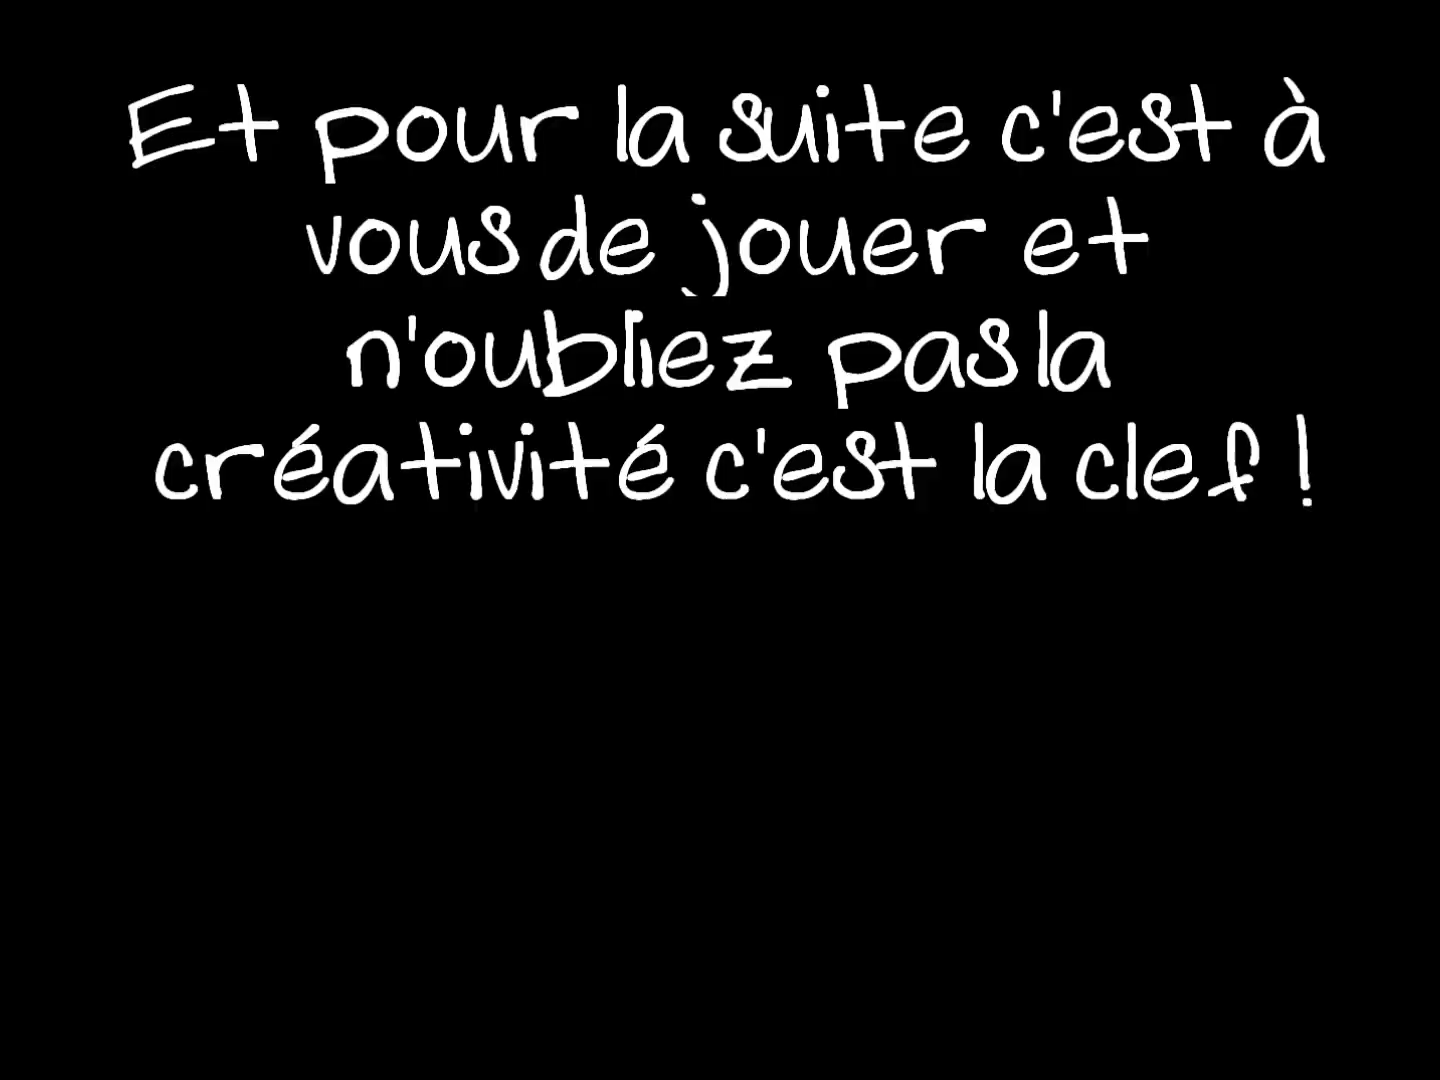 Et pour la suite c'est à
vous de jouer et
n'oubliez pas la
créativité c'est la clef !